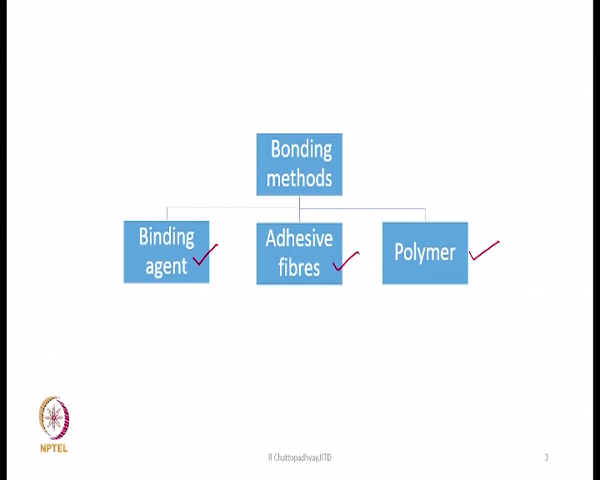 Bonding
methods
Binding
agent
Adhesive
fibres
Polymer
NPTEL
R Chattopadhyay,IITD
3